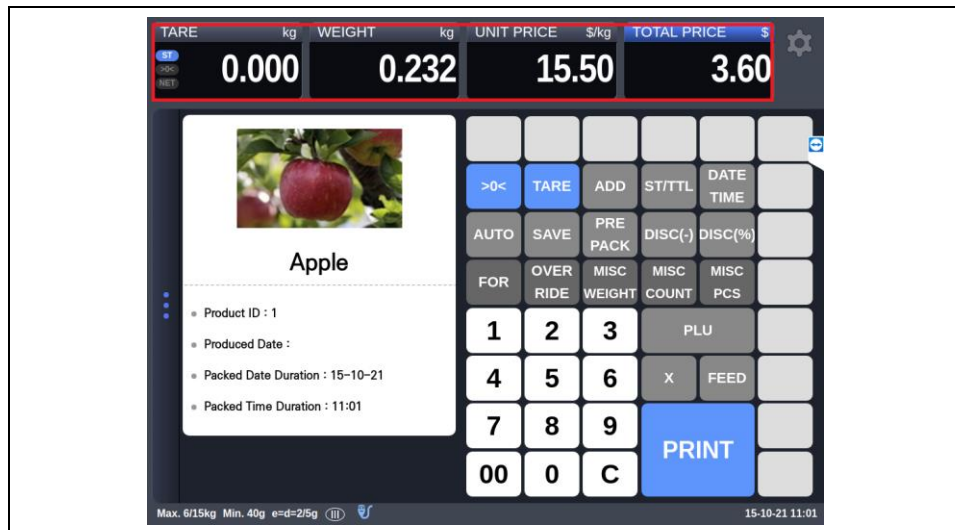 TARE kg WEIGHT kg UNIT PRICE $/kg TOTAL PRICE $
ST
>0<
NET
0.000 0.232 15.50 3.60
Apple
Product ID : 1
Produced Date :
Packed Date Duration : 15-10-21
Packed Time Duration : 11:01
>0< TARE ADD ST/TTL DATE TIME
AUTO SAVE PRE PACK DISC(-) DISC(%)
FOR OVER RIDE MISC WEIGHT MISC COUNT MISC PCS
1 2 3 PLU
4 5 6 X FEED
7 8 9 PRINT
00 0 C
Max. 6/15kg Min. 40g e=d=2/5g III 15-10-21 11:01